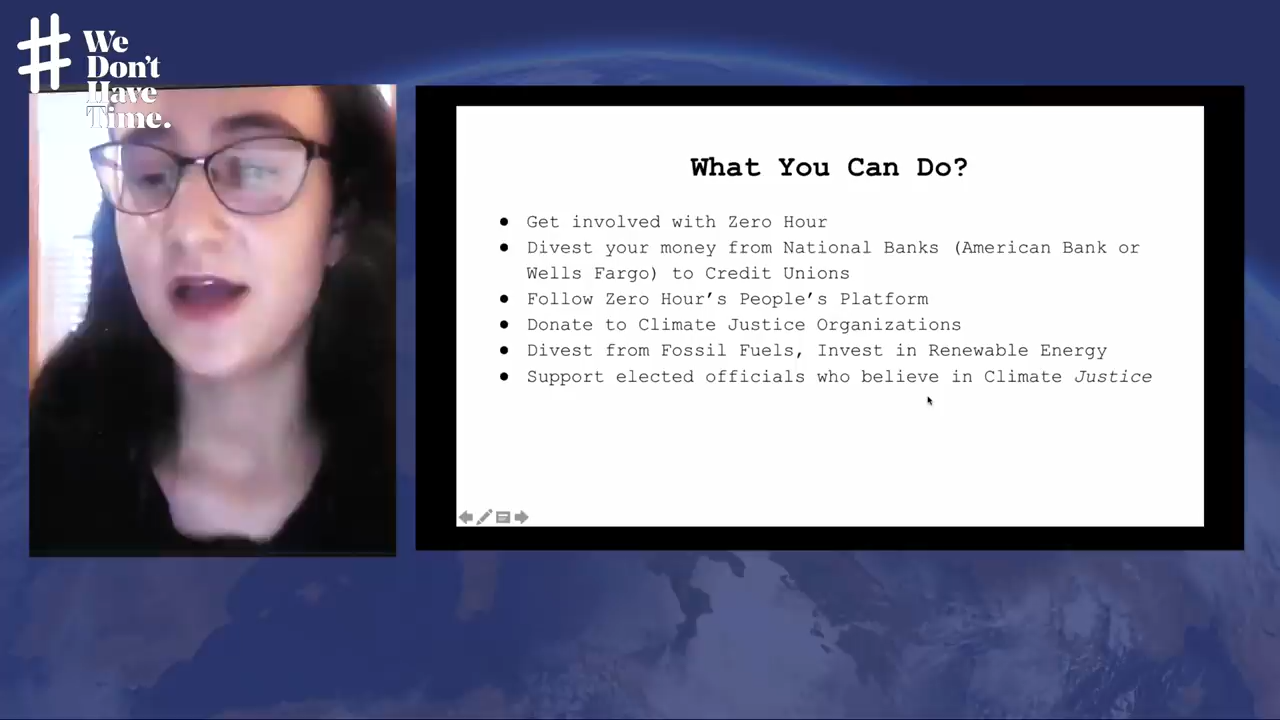 #
We
Don't
Have
Time.
What You Can Do?
● Get involved with Zero Hour
● Divest your money from National Banks (American Bank or
Wells Fargo) to Credit Unions
● Follow Zero Hour’s People’s Platform
● Donate to Climate Justice Organizations
● Divest from Fossil Fuels, Invest in Renewable Energy
● Support elected officials who believe in Climate Justice